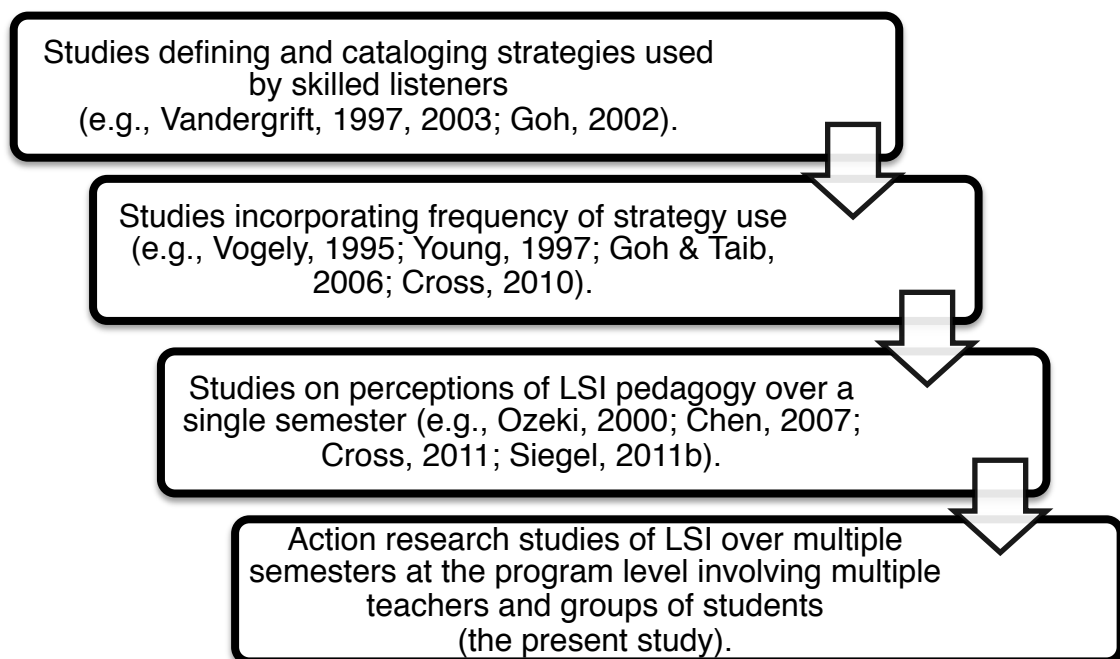 Studies defining and cataloging strategies used
by skilled listeners
(e.g., Vandergrift, 1997, 2003; Goh, 2002).
Studies incorporating frequency of strategy use
(e.g., Vogely, 1995; Young, 1997; Goh & Taib,
2006; Cross, 2010).
Studies on perceptions of LSI pedagogy over a
single semester (e.g., Ozeki, 2000; Chen, 2007;
Cross, 2011; Siegel, 2011b).
Action research studies of LSI over multiple
semesters at the program level involving multiple
teachers and groups of students
(the present study).